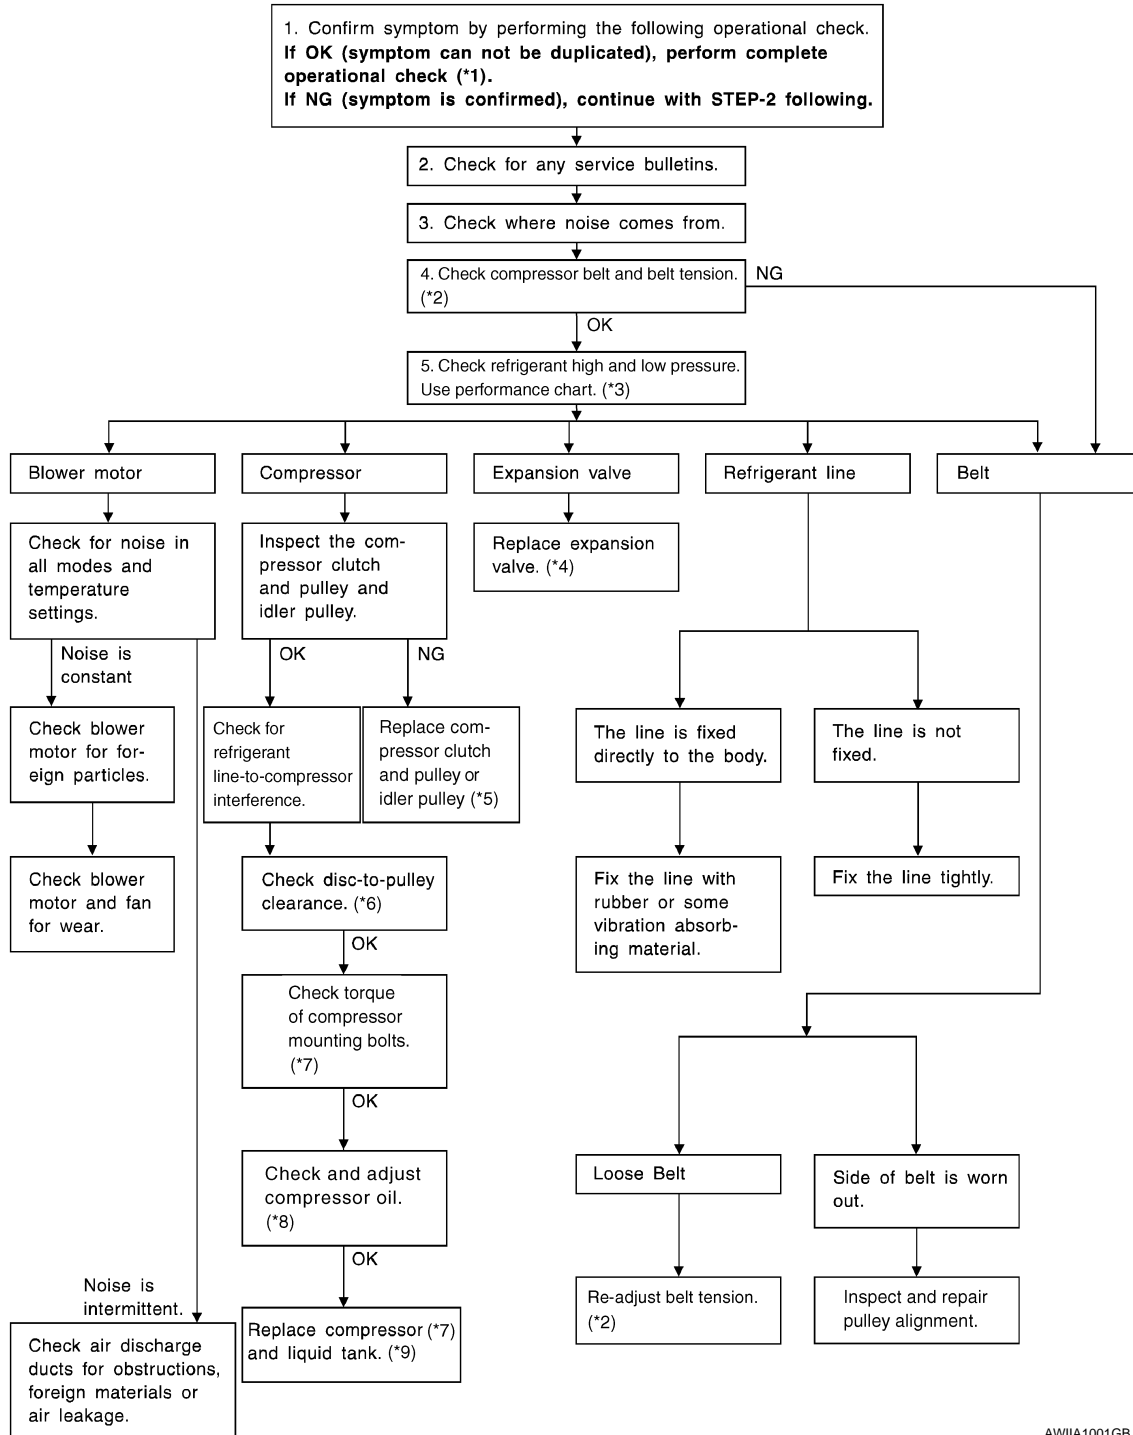 1. Confirm symptom by performing the following operational check.
If OK (symptom can not be duplicated), perform complete
operational check (*1).
If NG (symptom is confirmed), continue with STEP-2 following.
2. Check for any service bulletins.
3. Check where noise comes from.
4. Check compressor belt and belt tension.
(*2)
NG
OK
5. Check refrigerant high and low pressure.
Use performance chart. (*3)
Blower motor
Compressor
Expansion valve
Refrigerant line
Belt
Check for noise in
all modes and
temperature
settings.
Inspect the com-
pressor clutch
and pulley and
idler pulley.
Replace expansion
valve. (*4)
Noise is
constant
OK
NG
Check blower
motor for for-
eign particles.
Check for
refrigerant
line-to-compressor
interference.
Replace com-
pressor clutch
and pulley or
idler pulley (*5)
The line is fixed
directly to the body.
The line is not
fixed.
Check blower
motor and fan
for wear.
Check disc-to-pulley
clearance. (*6)
Fix the line with
rubber or some
vibration absorb-
ing material.
Fix the line tightly.
OK
Check torque
of compressor
mounting bolts.
(*7)
OK
Check and adjust
compressor oil.
(*8)
Loose Belt
Side of belt is worn
out.
OK
Noise is
intermittent.
Re-adjust belt tension.
(*2)
Inspect and repair
pulley alignment.
Replace compressor (*7)
and liquid tank. (*9)
Check air discharge
ducts for obstructions,
foreign materials or
air leakage.
AWIIA1001GB